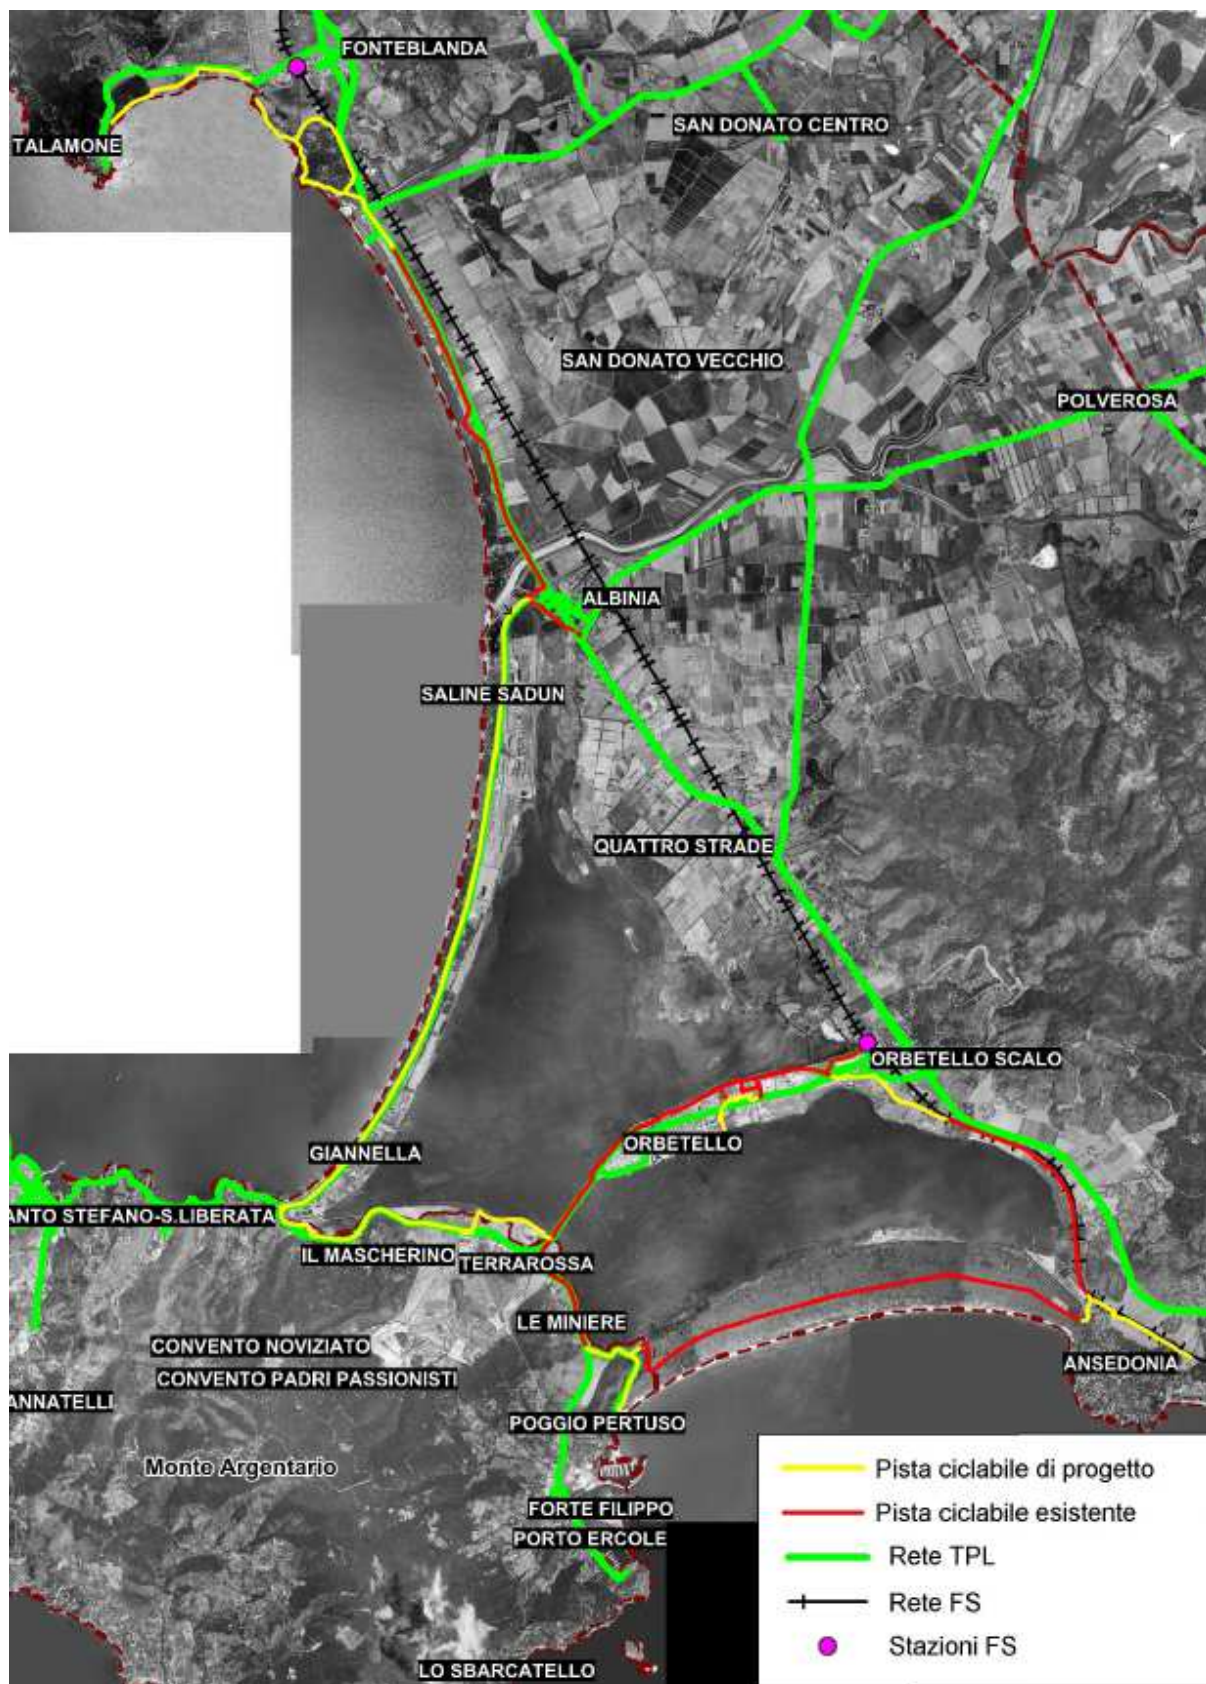 FONTEBLANDA
SAN DONATO CENTRO
TALAMONE
SAN DONATO VECCHIO
POLVEROSA
ALBINIA
SALINE SADUN
QUATTRO STRADE
ORBETELLO SCALO
ORBETELLO
GIANNELLA
ANTO STEFANO-S.LIBERATA
IL MASCHERINO
TERRAROSSA
LE MINIERE
CONVENTO NOVIZIATO
ANSEDONIA
CONVENTO PADRI PASSIONISTI
ANNATELLI
POGGIO PERTUSO
Monte Argentario
FORTE FILIPPO
PORTO ERCOLE
LO SBARCATELLO
Pista ciclabile di progetto
Pista ciclabile esistente
Rete TPL
Rete FS
Stazioni FS